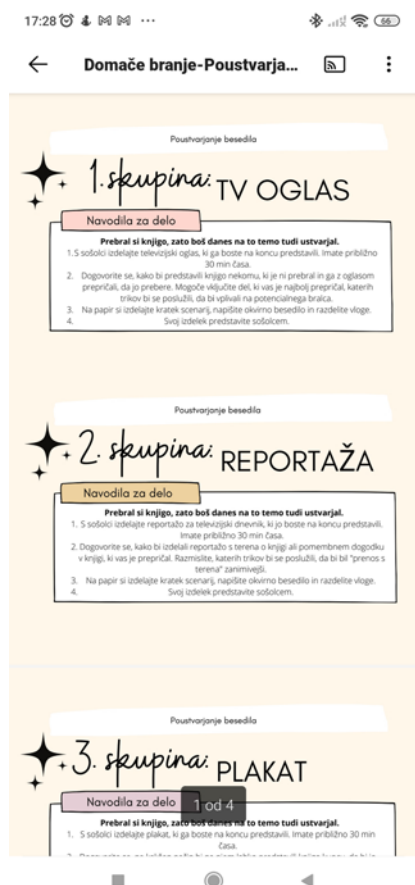 17:28
66
Domače branje-Poustvarja...
Poustvarjanje besedila
1. skupina: TV OGLAS
Navodila za delo
Prebral si knjigo, zato boš danes na to temo tudi ustvarjal.
1. S sošolci izdelajte televizijski oglas, ki ga boste na koncu predstavili. Imate približno
30 min časa.
2. Dogovorite se, kako bi predstavili knjigo nekomu, ki je ni prebral in ga z oglasom
prepričali, da jo prebere. Mogoče vključite del, ki vas je najbolj prepričal, katerih
trikov bi se poslužili, da bi vplivali na potencialnega bralca.
3. Na papir si izdelajte kratek scenarij, napišite okvirno besedilo in razdelite vloge.
4. Svoj izdelek predstavite sošolcem.
Poustvarjanje besedila
2. skupina: REPORTAŽA
Navodila za delo
Prebral si knjigo, zato boš danes na to temo tudi ustvarjal.
1. S sošolci izdelajte reportažo za televizijski dnevnik, ki jo boste na koncu predstavili.
Imate približno 30 min časa.
2. Dogovorite se, kako bi izdelali reportažo s terena o knjigi ali pomembnem dogodku
v knjigi, ki vas je prepričal. Razmislite, katerih trikov bi se poslužili, da bi bil "prenos s
terena" zanimivejši.
3. Na papir si izdelajte kratek scenarij, napišite okvirno besedilo in razdelite vloge.
4. Svoj izdelek predstavite sošolcem.
Poustvarjanje besedila
3. skupina: PLAKAT
Navodila za delo
1 od 4
Prebral si knjigo, zato boš danes na to temo tudi ustvarjal.
1. S sošolci izdelajte plakat, ki ga boste na koncu predstavili. Imate približno 30 min
časa.